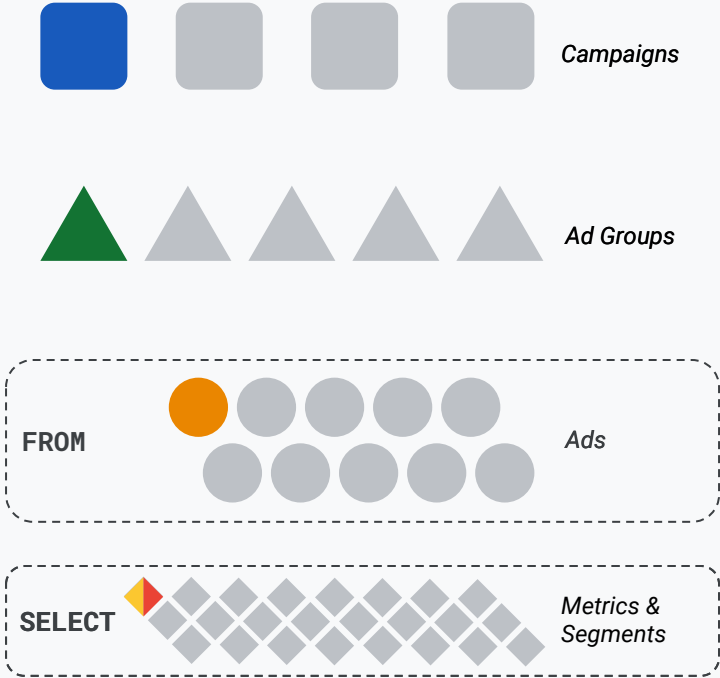 Campaigns
Ad Groups
FROM
Ads
SELECT
Metrics &
Segments